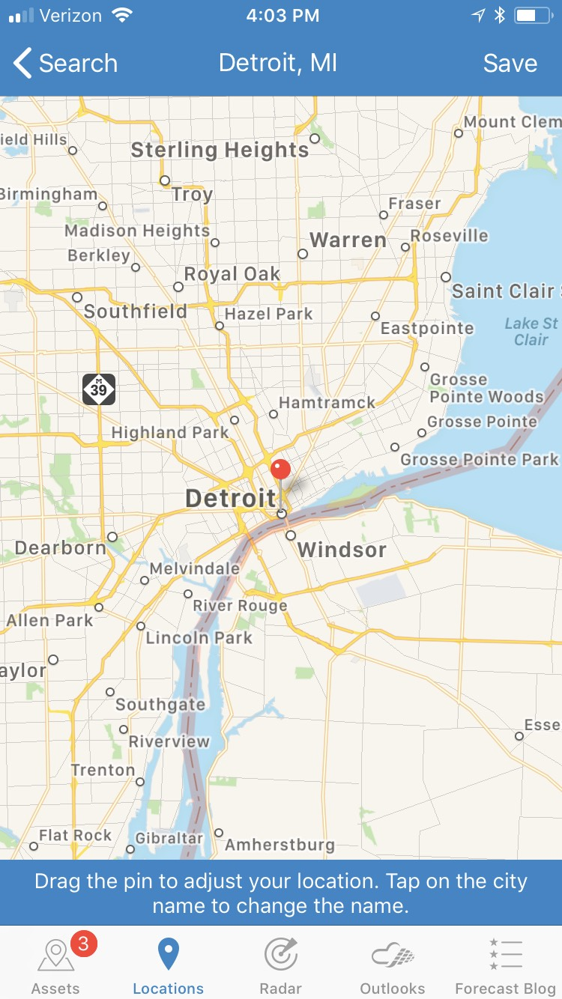 Verizon 4:03 PM
Search Detroit, MI Save
Mount Clem
ield Hills
Sterling Heights
Birmingham
Troy
Fraser
Madison Heights
Warren
Roseville
Berkley
Royal Oak
Saint Clair
Southfield
Hazel Park
Eastpointe
Lake St
Clair
M
39
Grosse
Pointe Woods
Hamtramck
Grosse Pointe
Highland Park
Grosse Pointe Park
Detroit
Dearborn
Windsor
Melvindale
River Rouge
Allen Park
Lincoln Park
aylor
Southgate
Esse
Riverview
Trenton
Flat Rock
Gibraltar
Amherstburg
Drag the pin to adjust your location. Tap on the city
name to change the name.
3
Assets Locations Radar Outlooks Forecast Blog